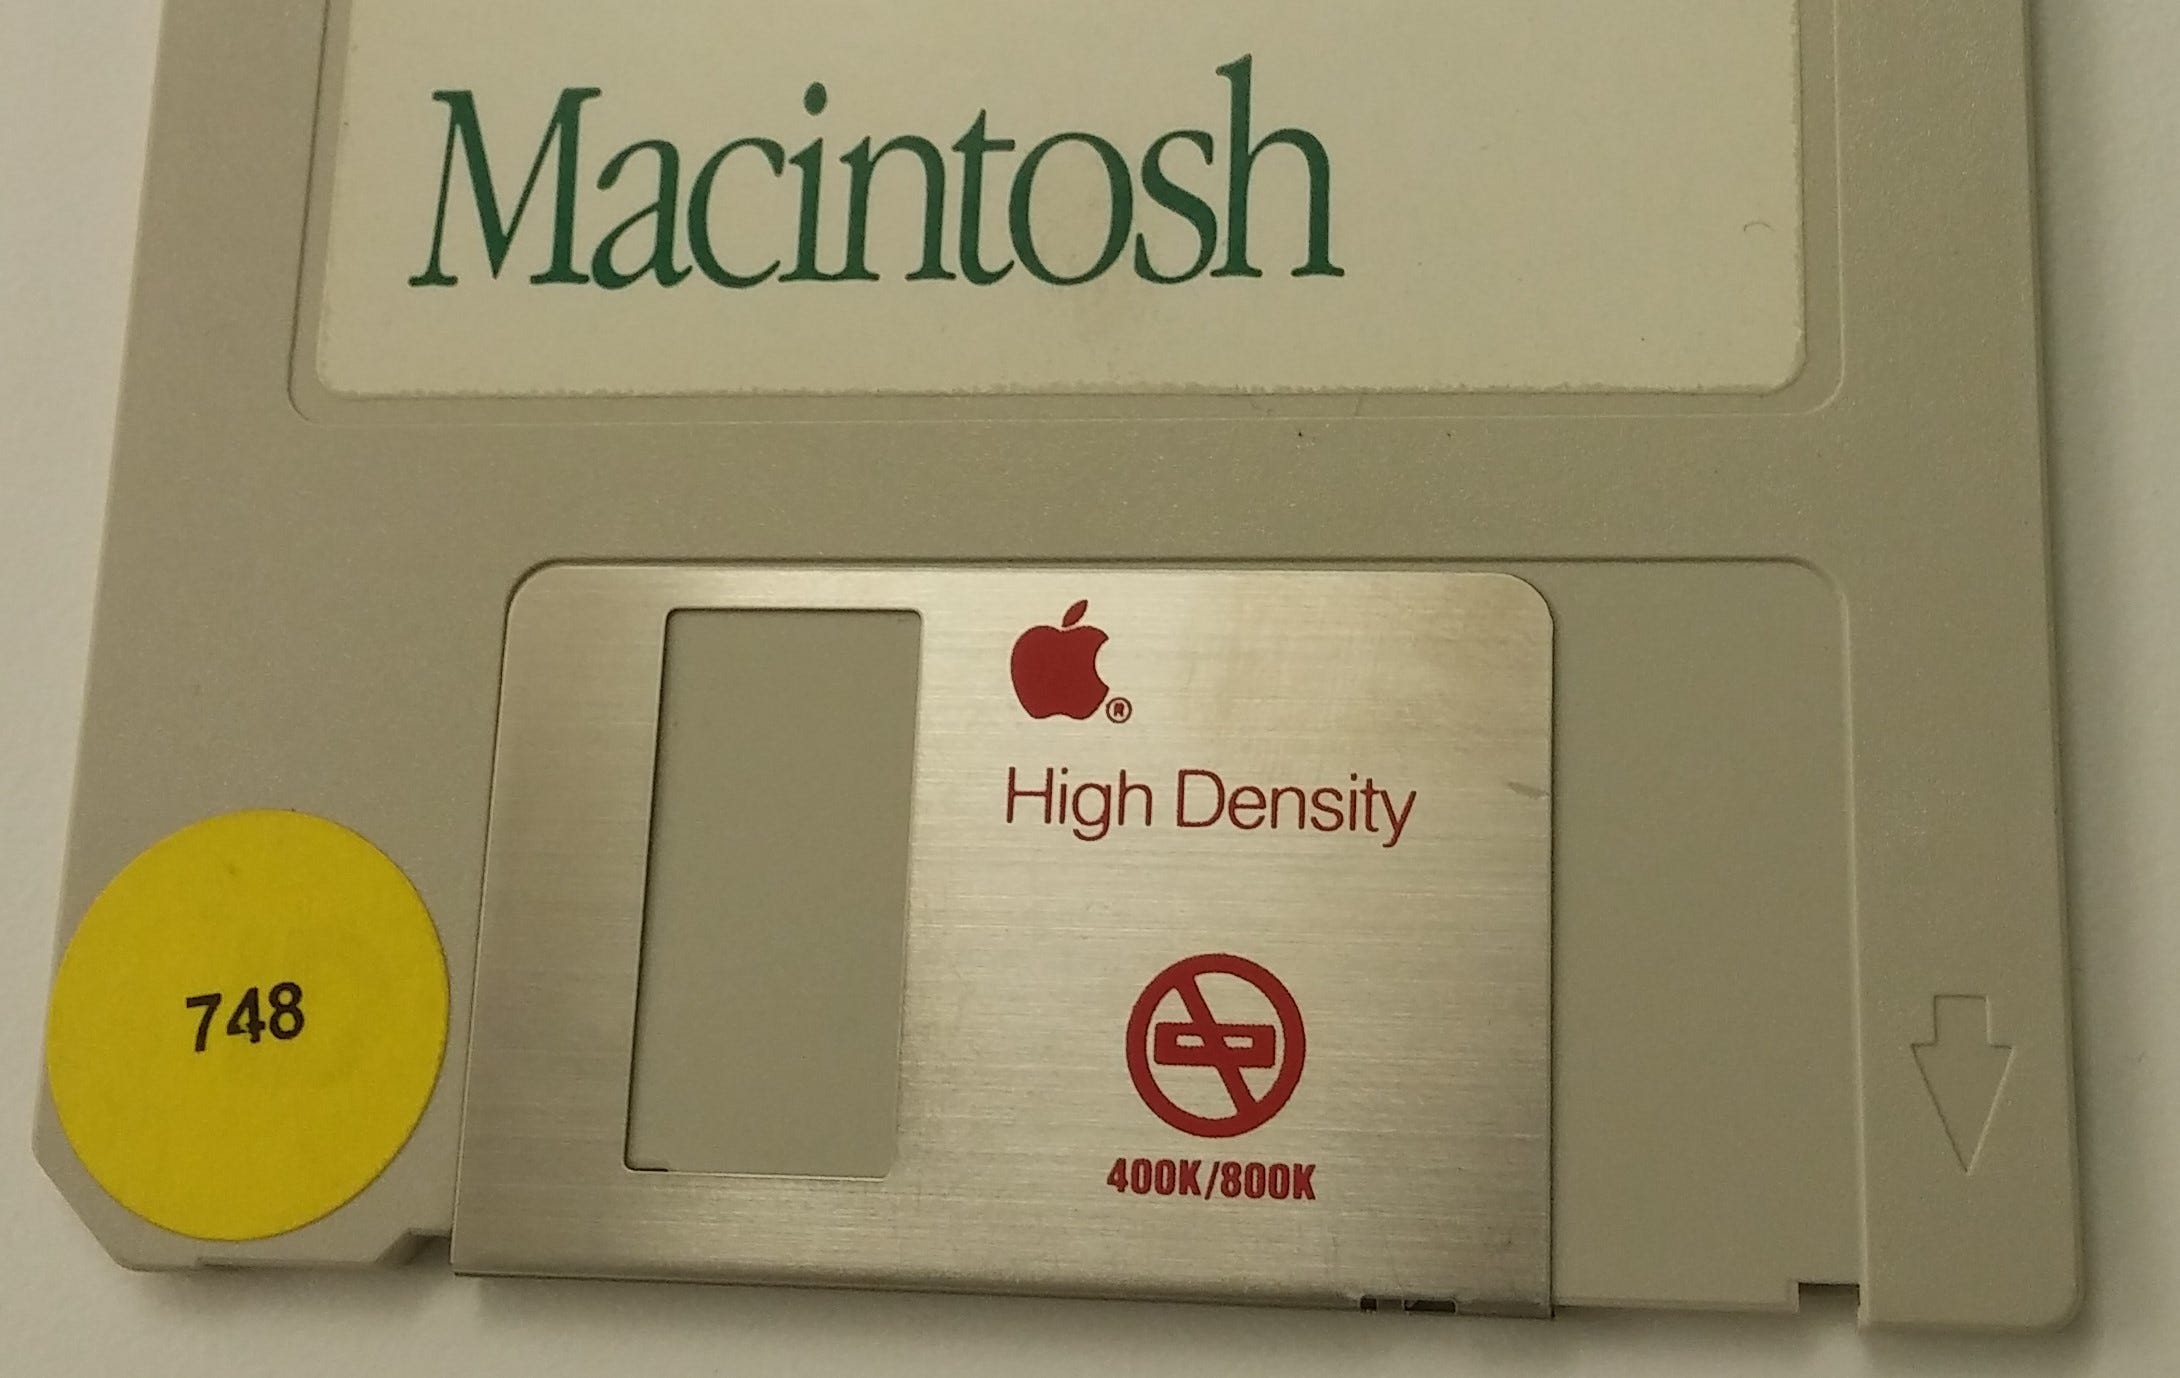 Macintosh
®
High Density
748
400K/800K